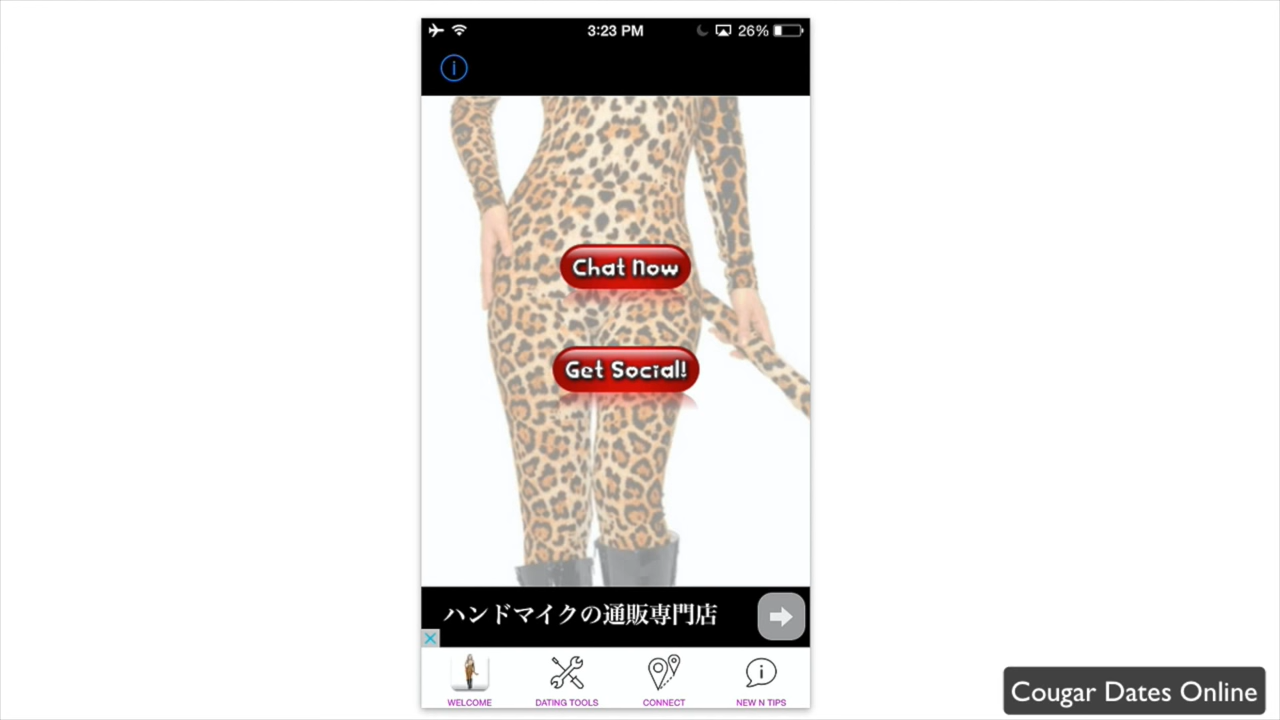 3:23 PM
26%
Chat Now
Get Social!
ハンドマイクの通販専門店
WELCOME
DATING TOOLS
CONNECT
NEW N TIPS
Cougar Dates Online